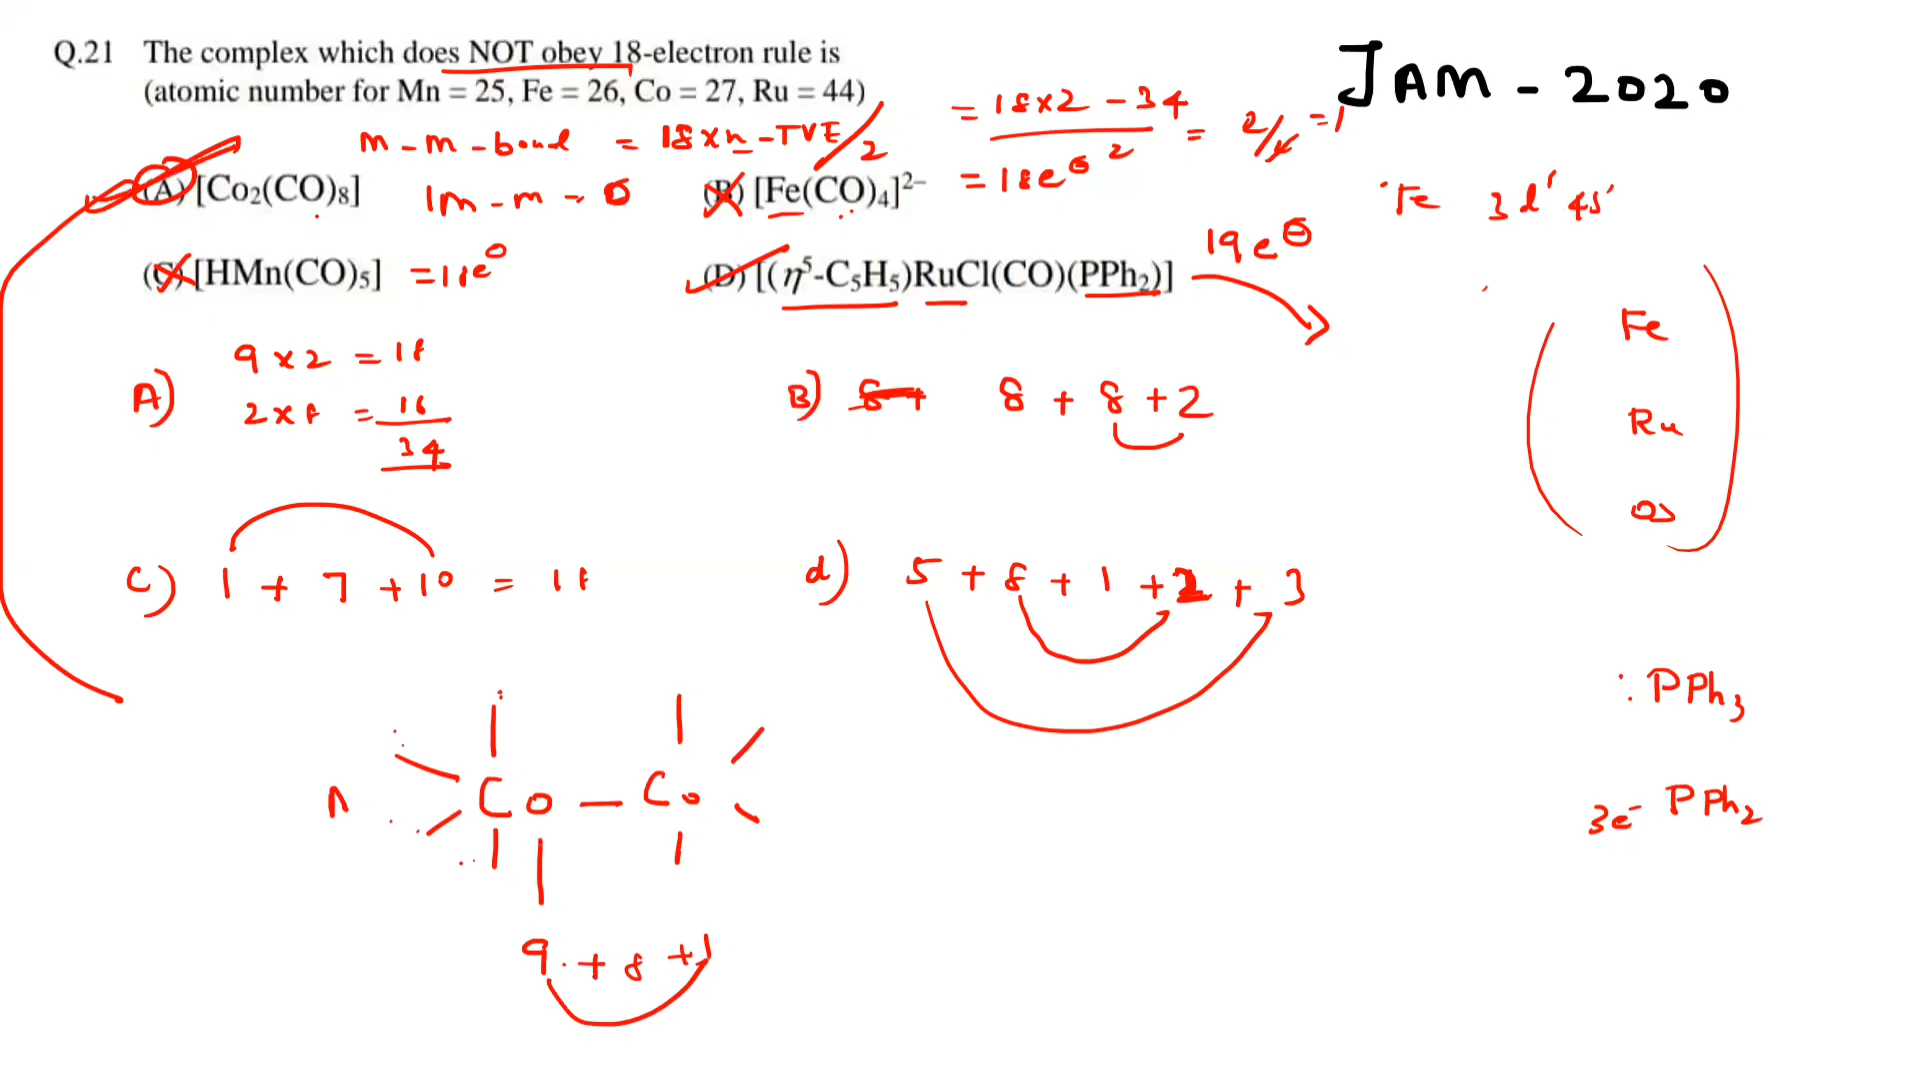 Q.21 The complex which does NOT obey 18-electron rule is
(atomic number for Mn = 25, Fe = 26, Co = 27, Ru = 44)
JAM - 2020
m - m - bond = 18 x n - TVE / 2
= 18 x 2 - 34 / 2 = 2/ = 1
(A) [Co2(CO)8]
1 m - m - 
(B) [Fe(CO)4]2−
= 18e⊖
Fe
(C) [HMn(CO)5]
= 18e
(D) [(η5-C5H5)RuCl(CO)(PPh2)]
19e⊖
Fe
Ru
Os
A) 9 x 2 = 18
2 x 8 = 16
34
B) 8 + 8 + 8 + 2
C) 1 + 7 + 10 = 18
d) 5 + 8 + 1 + 2 + 3
: PPh3
3e- PPh2
Co - Co
9 + 8 + 1